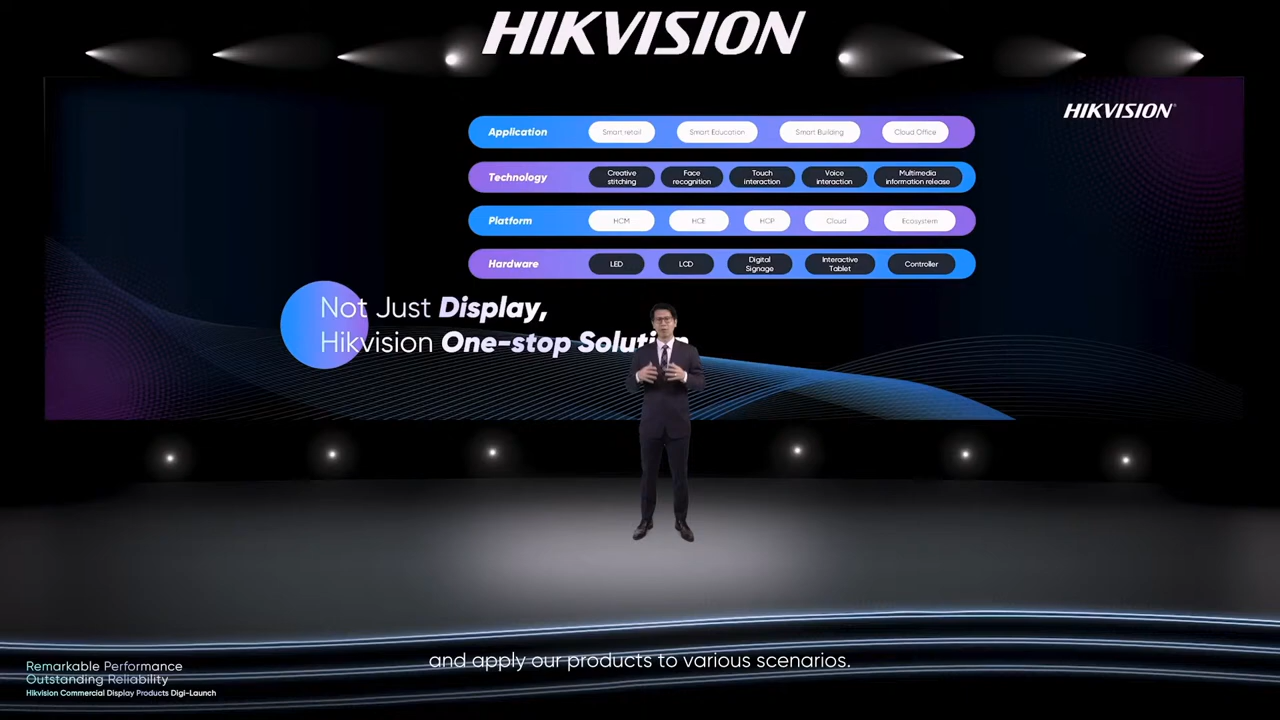 HIKVISION
HIKVISION
Application
Smart retail
Smart Education
Smart Building
Cloud Office
Technology
Creative
stitching
Face
recognition
Touch
interaction
Voice
interaction
Multimedia
information release
Platform
HCM
HCE
HCP
Cloud
Ecosystem
Hardware
LED
LCD
Digital
Signage
Interactive
Tablet
Controller
Not Just Display,
Hikvision One-stop Solution
and apply our products to various scenarios.
Remarkable Performance
Outstanding Reliability
Hikvision Commercial Display Products Digi-Launch